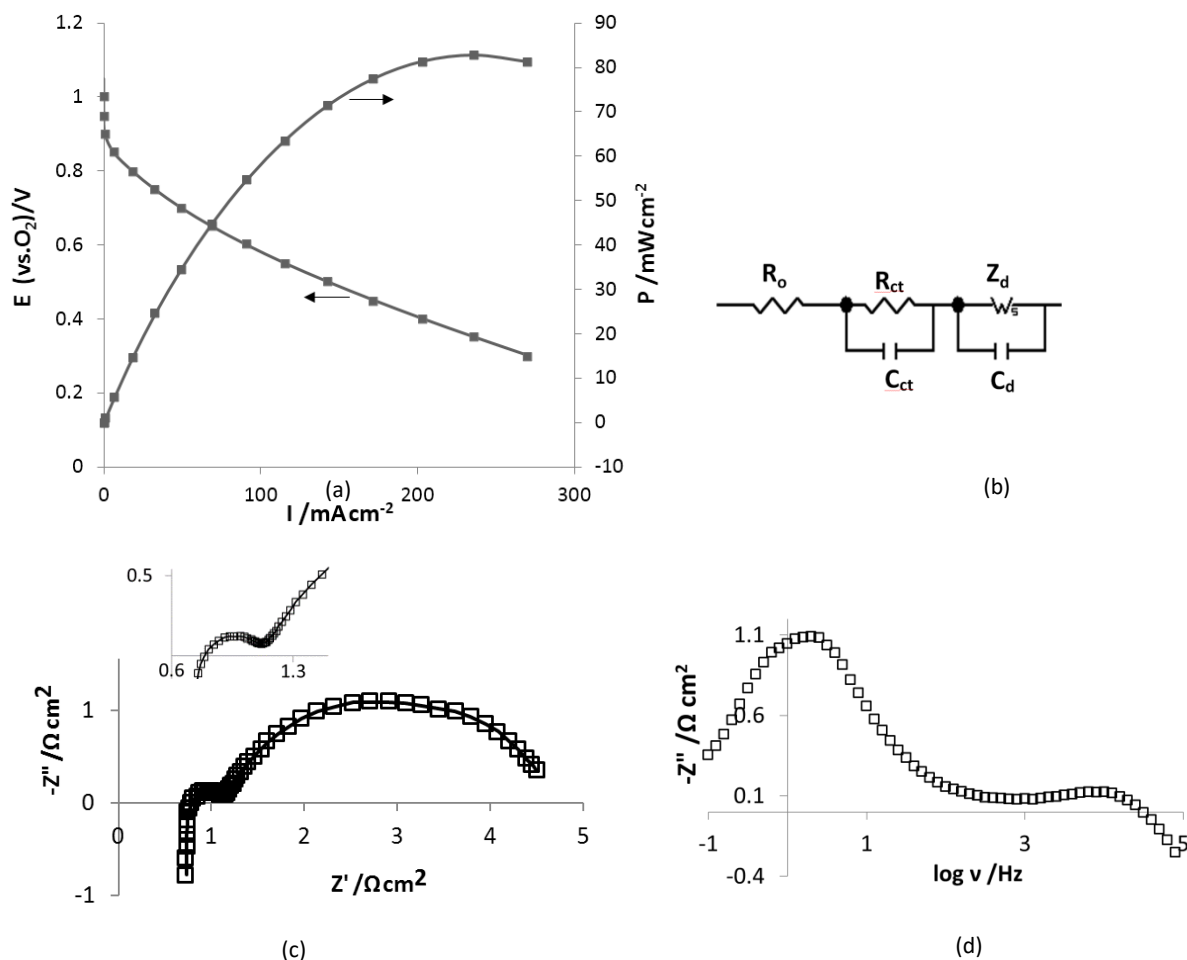 1.2
1
0.8
0.6
0.4
0.2
0
90
80
70
60
50
40
30
20
10
0
-10
0
100
200
300
E (vs.O2)/V
P /mWcm-2
(a)
I /mAcm-2
Ro
Rct
Zd
s
Cct
Cd
(b)
0.5
0.6
1.3
1
0
-1
0
1
2
3
4
5
-Z" /Ω cm2
Z' /Ωcm2
(c)
1.1
0.6
0.1
-0.4
-1
1
3
5
-Z" /Ω cm2
log ν /Hz
(d)